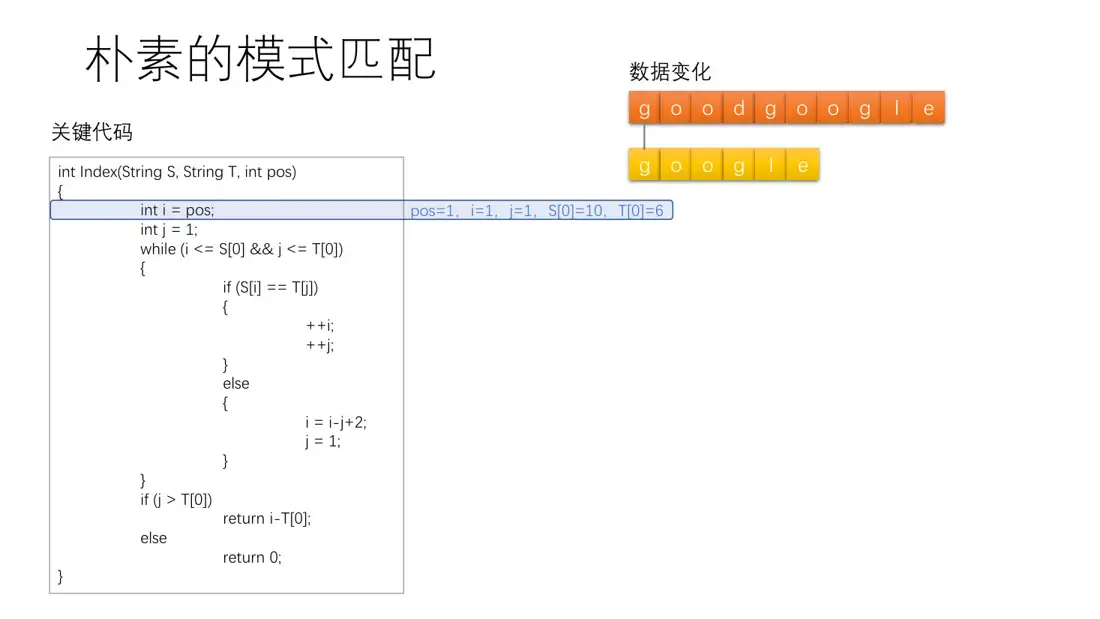 朴素的模式匹配
数据变化
g o o d g o o g l e
g o o g l e
关键代码
int Index(String S, String T, int pos)
{
int i = pos;
pos=1, i=1, j=1, S[0]=10, T[0]=6
int j = 1;
while (i <= S[0] && j <= T[0])
{
if (S[i] == T[j])
{
++i;
++j;
}
else
{
i = i-j+2;
j = 1;
}
}
if (j > T[0])
return i-T[0];
else
return 0;
}